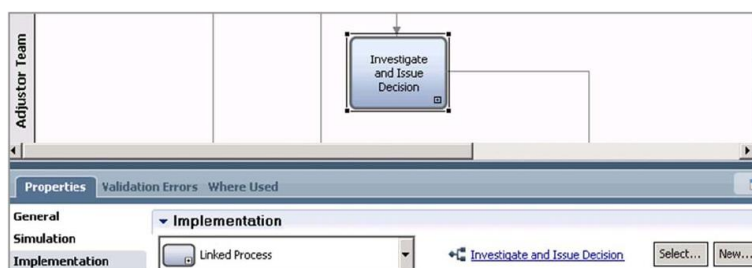 Adjustor Team
Investigate
and Issue
Decision
Properties Validation Errors Where Used
General
Simulation
Implementation
Implementation
Linked Process
Investigate and Issue Decision
Select... New...